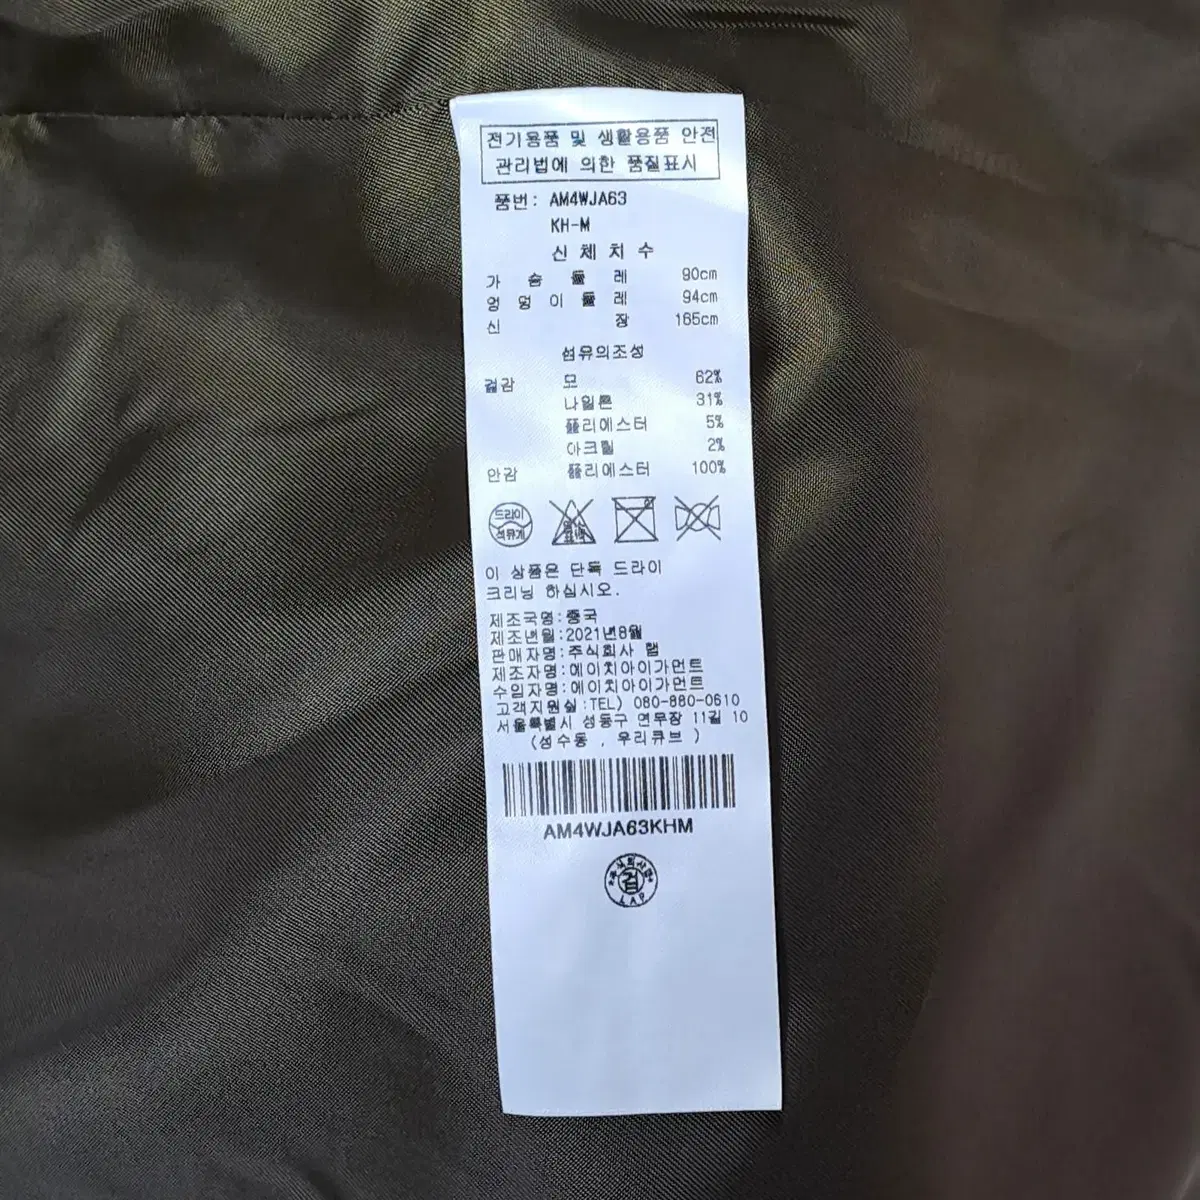 전기용품 및 생활용품 안전
관리법에 의한 품질표시
품번: AM4WJA63
KH-M
신 체 치 수
가 슴 둘 레 90cm
엉 덩 이 둘 레 94cm
신 장 165cm
섬유의조성
겉감 모 62%
나일론 31%
폴리에스터 5%
아크릴 2%
안감 폴리에스터 100%
드라이
석유계
이 상품은 단독 드라이
크리닝 하십시오.
제조국명:중국
제조년월:2021년8월
판매자명:주식회사 랩
제조자명:에이치아이가먼트
수입자명:에이치아이가먼트
고객지원실:TEL) 080-880-0610
서울특별시 성동구 연무장 11길 10
(성수동 , 우리큐브 )
AM4WJA63KHM
검
LAP